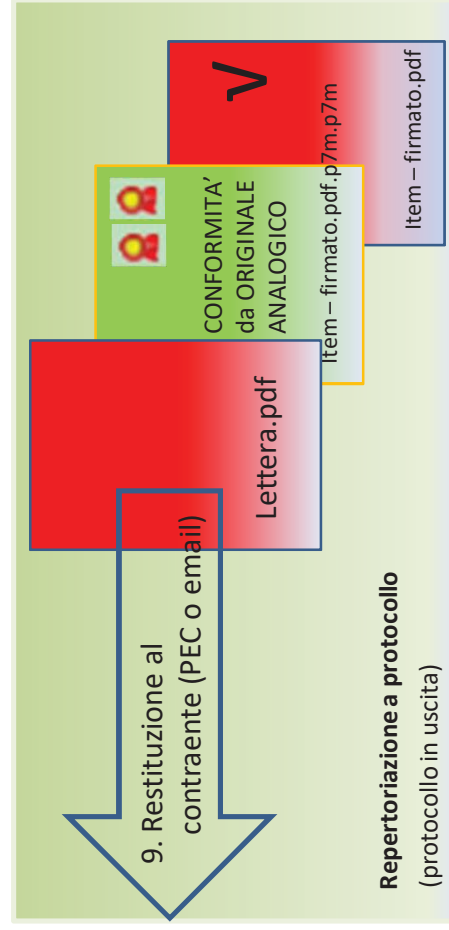 9. Restituzione al
contraente (PEC o email)
Lettera.pdf
CONFORMITA’
da ORIGINALE
ANALOGICO
Item – firmato.pdf.p7m.p7m
√
Item – firmato.pdf
Repertoriazione a protocollo
(protocollo in uscita)